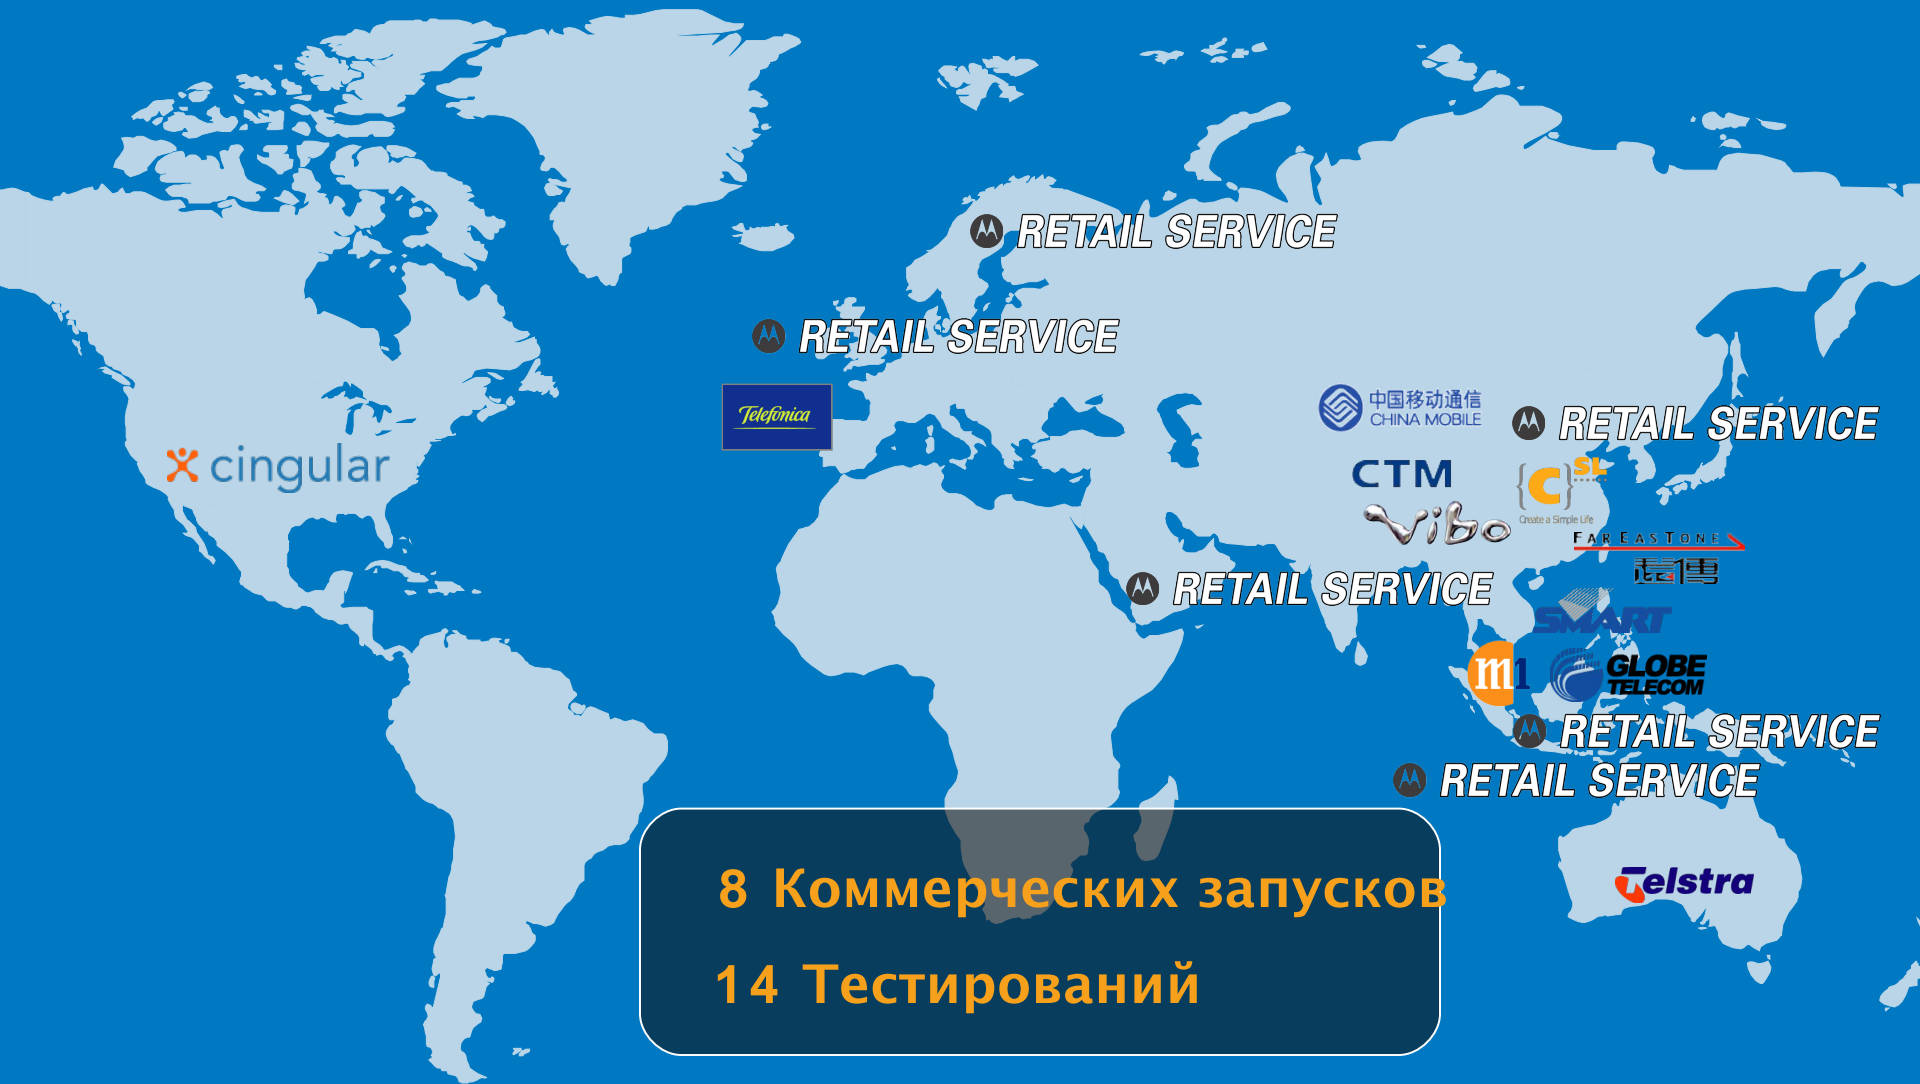 RETAIL SERVICE
RETAIL SERVICE
Telefónica
cingular
中国移动通信
CHINA MOBILE
RETAIL SERVICE
CTM
{C}SL
Create a Simple Life
Vibo
FAREASTONE
遠傳
RETAIL SERVICE
SMART
m1
GLOBE
TELECOM
RETAIL SERVICE
RETAIL SERVICE
Telstra
8 Коммерческих запусков
14 Тестирований